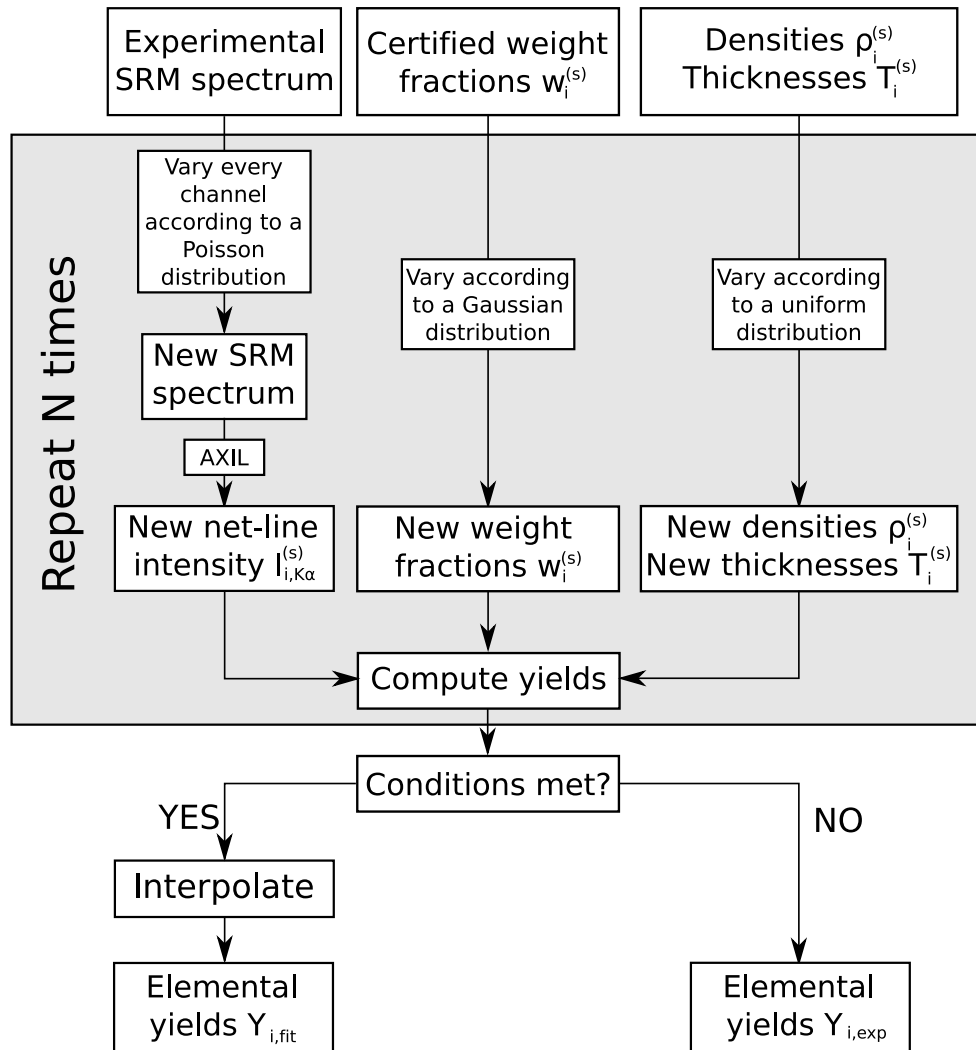 Experimental
SRM spectrum
Certified weight
fractions w_i^(s)
Densities ρ_i^(s)
Thicknesses T_i^(s)
Repeat N times
Vary every
channel
according to a
Poisson
distribution
Vary according
to a Gaussian
distribution
Vary according
to a uniform
distribution
New SRM
spectrum
AXIL
New net-line
intensity I_i,Kα^(s)
New weight
fractions w_i^(s)
New densities ρ_i^(s)
New thicknesses T_i^(s)
Compute yields
Conditions met?
YES
NO
Interpolate
Elemental
yields Y_i,fit
Elemental
yields Y_i,exp